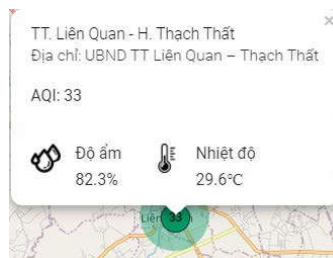 TT. Liên Quan - H. Thạch Thất
Địa chỉ: UBND TT Liên Quan – Thạch Thất
AQI: 33
Độ ẩm
82.3%
Nhiệt độ
29.6°C
Liên
33